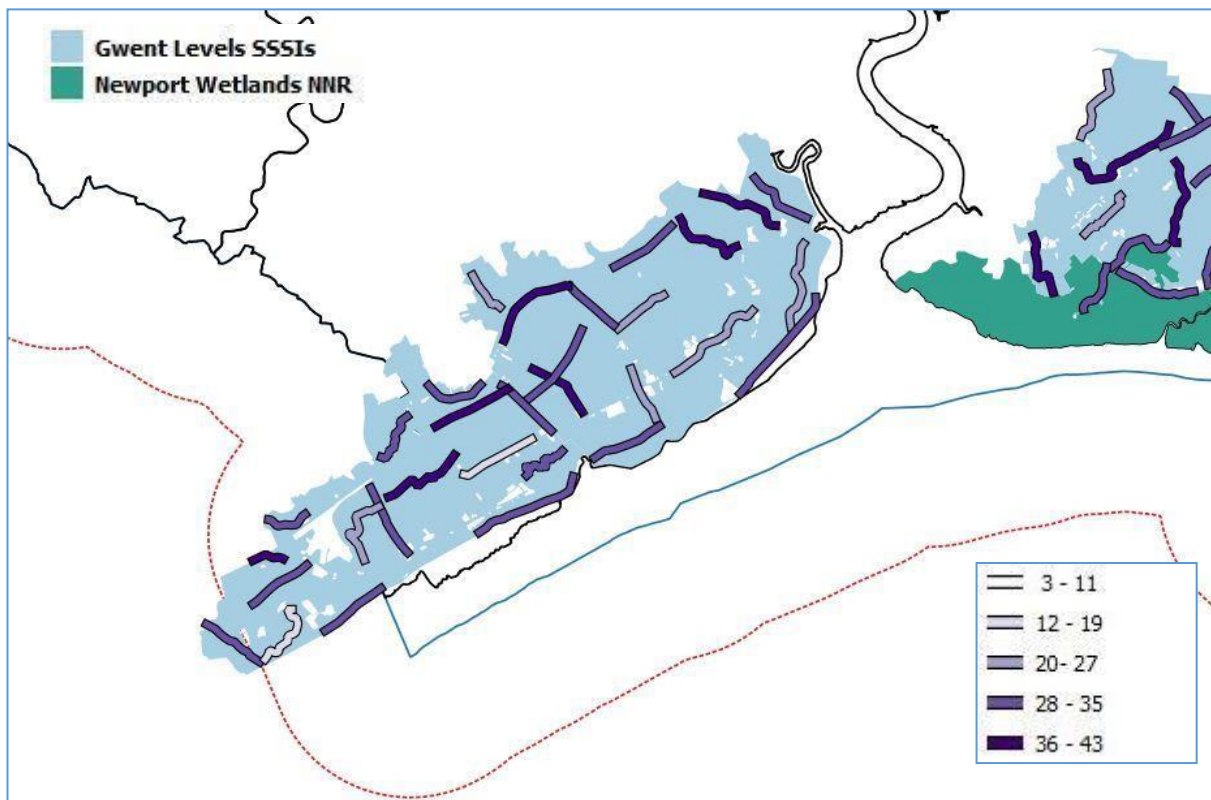 Gwent Levels SSSIs
Newport Wetlands NNR
3 - 11
12 - 19
20- 27
28 - 35
36 - 43